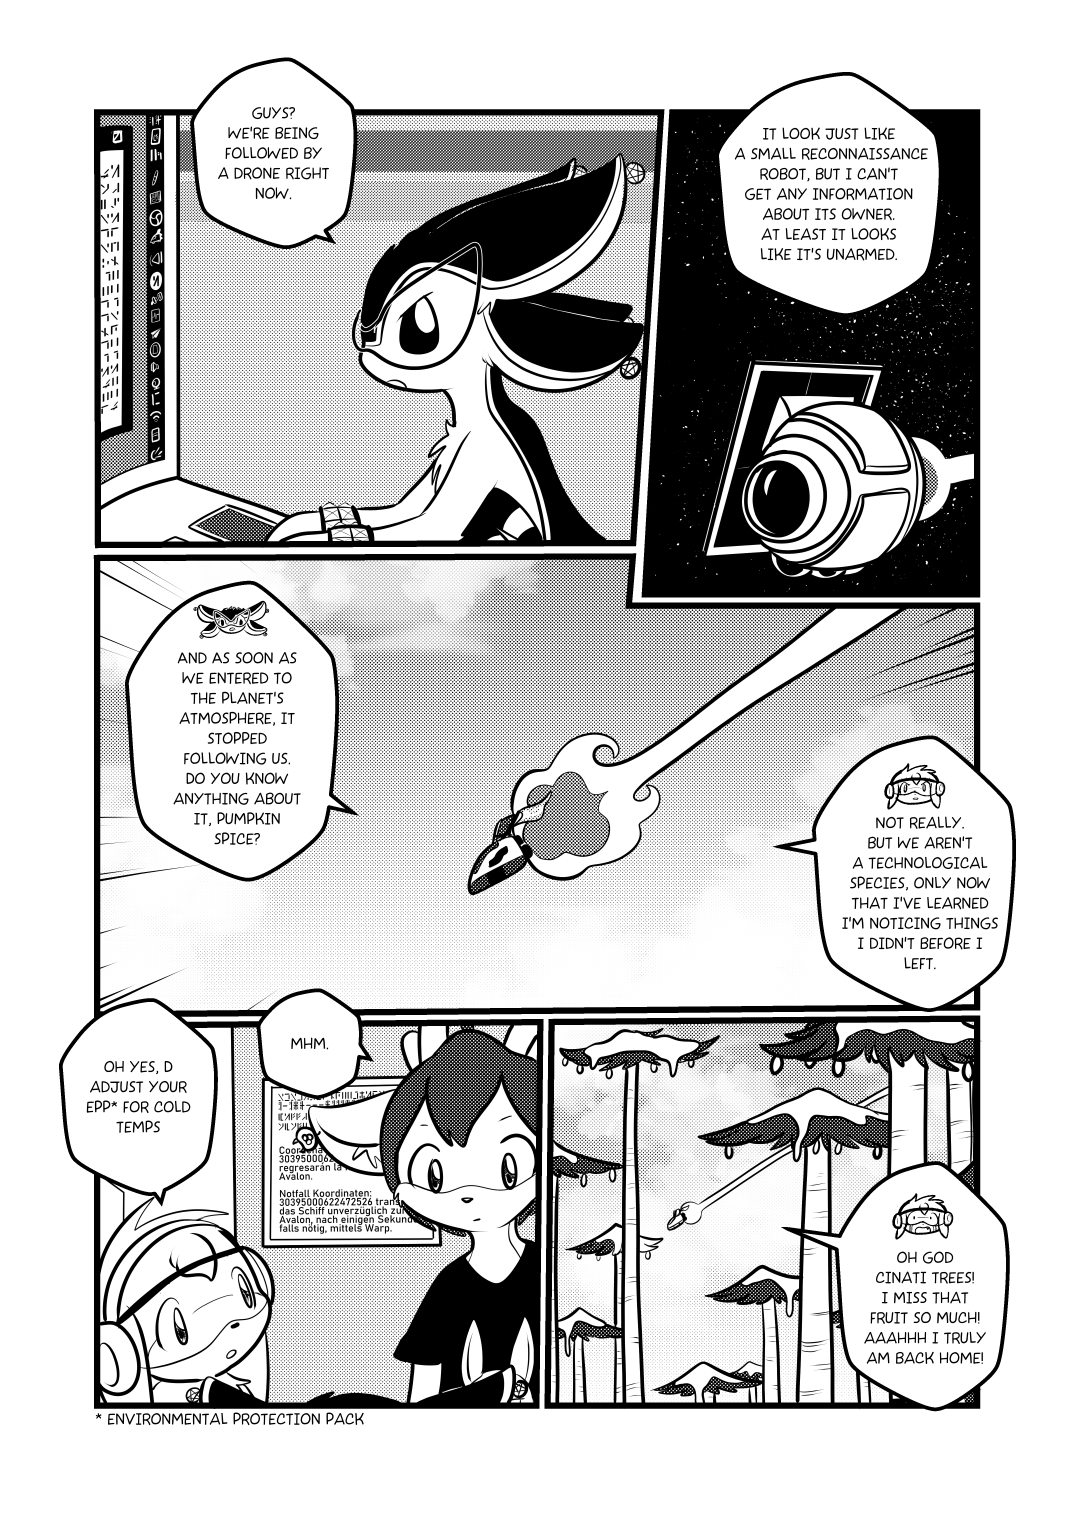 GUYS?
WE'RE BEING
FOLLOWED BY
A DRONE RIGHT
NOW.
IT LOOK JUST LIKE
A SMALL RECONNAISSANCE
ROBOT, BUT I CAN'T
GET ANY INFORMATION
ABOUT ITS OWNER.
AT LEAST IT LOOKS
LIKE IT'S UNARMED.
AND AS SOON AS
WE ENTERED TO
THE PLANET'S
ATMOSPHERE, IT
STOPPED
FOLLOWING US.
DO YOU KNOW
ANYTHING ABOUT
IT, PUMPKIN
SPICE?
NOT REALLY.
BUT WE AREN'T
A TECHNOLOGICAL
SPECIES, ONLY NOW
THAT I'VE LEARNED
I'M NOTICING THINGS
I DIDN'T BEFORE I
LEFT.
OH YES, D
ADJUST YOUR
EPP* FOR COLD
TEMPS
MHM.
30395000622
regresarán la
Avalon.
Notfall Koordinaten:
30395000622472526
das Schiff unverzüglich
Avalon, nach einigen
falls nötig, mittels Warp.
OH GOD
CINATI TREES!
I MISS THAT
FRUIT SO MUCH!
AAAHHH I TRULY
AM BACK HOME!
* ENVIRONMENTAL PROTECTION PACK